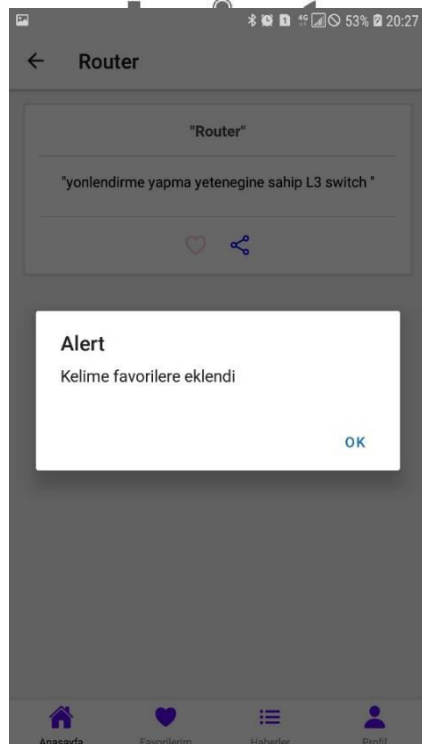 53% 20:27
Router
"Router"
"yonlendirme yapma yetenegine sahip L3 switch "
Alert
Kelime favorilere eklendi
OK
Anasayfa Favorilerim Haberler Profil